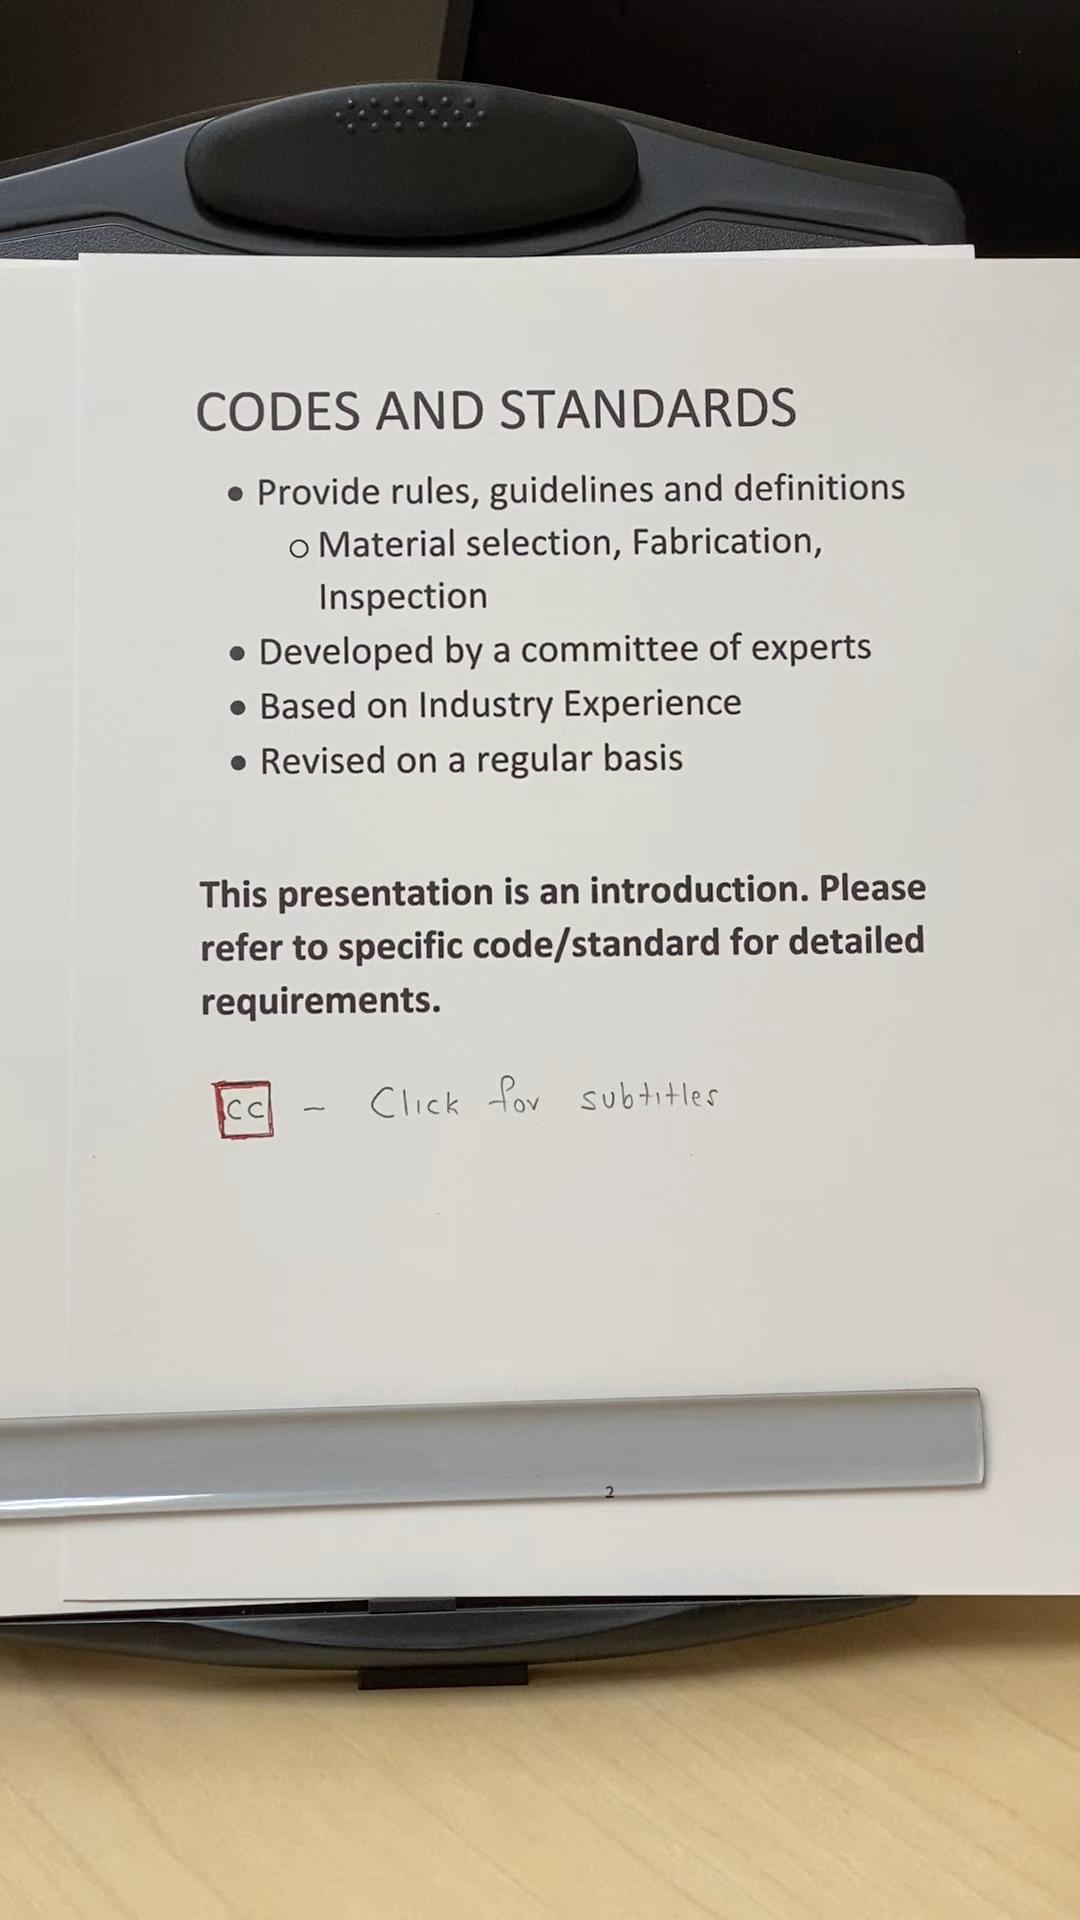 CODES AND STANDARDS
• Provide rules, guidelines and definitions
o Material selection, Fabrication,
Inspection
• Developed by a committee of experts
• Based on Industry Experience
• Revised on a regular basis
This presentation is an introduction. Please
refer to specific code/standard for detailed
requirements.
CC - Click for subtitles
2